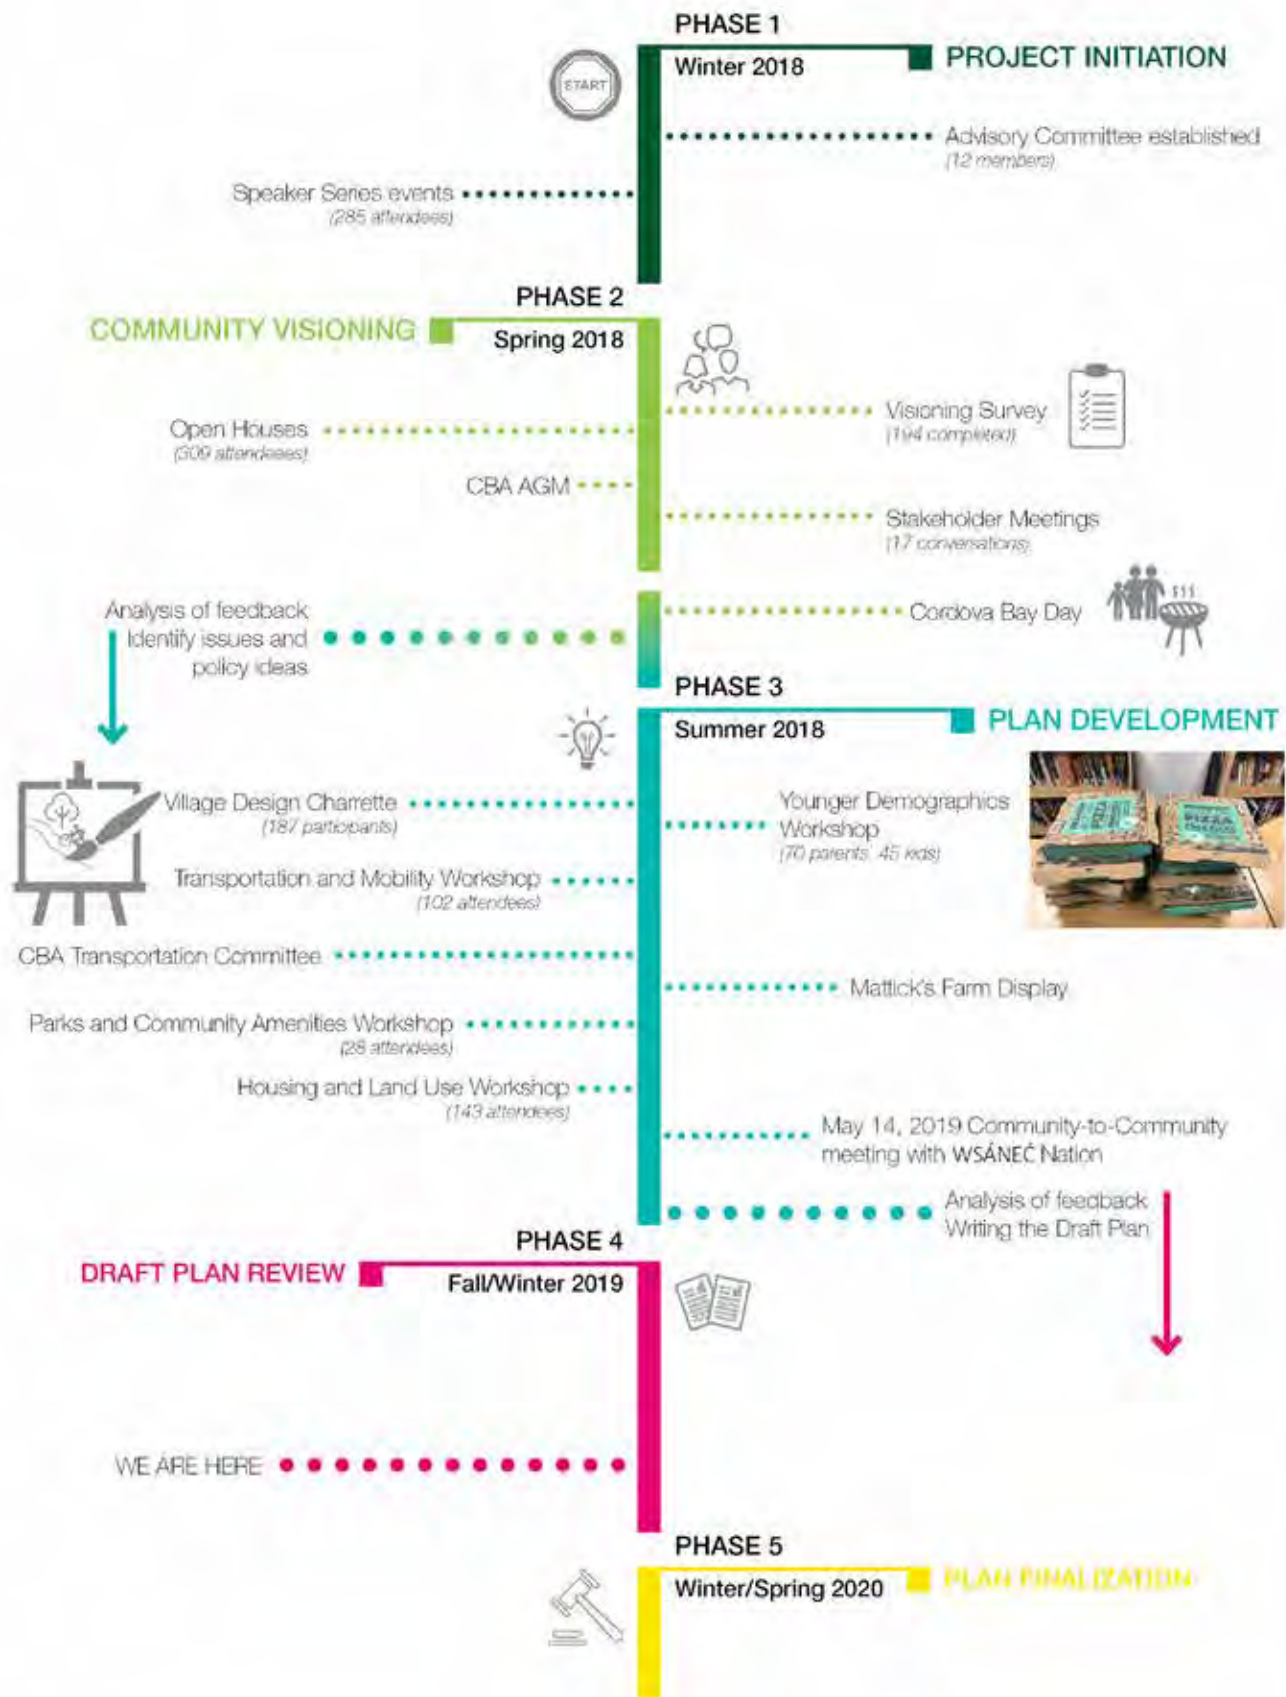 PHASE 1
Winter 2018
PROJECT INITIATION
START
Advisory Committee established
(12 members)
Speaker Series events
(285 attendees)
PHASE 2
COMMUNITY VISIONING
Spring 2018
Visioning Survey
(194 completed)
Open Houses
(309 attendeees)
CBA AGM
Stakeholder Meetings
(17 conversations)
Analysis of feedback
Identify issues and
policy ideas
Cordova Bay Day
PHASE 3
Summer 2018
PLAN DEVELOPMENT
Village Design Charrette
(187 participants)
Younger Demographics
Workshop
(70 parents, 45 kids)
PIZZA
PIZZA
Transportation and Mobility Workshop
(102 attendees)
CBA Transportation Committee
Mattick's Farm Display
Parks and Community Amenities Workshop
(28 attendees)
Housing and Land Use Workshop
(143 attendees)
May 14, 2019 Community-to-Community
meeting with WSÁNEĆ Nation
Analysis of feedback
Writing the Draft Plan
PHASE 4
DRAFT PLAN REVIEW
Fall/Winter 2019
WE ARE HERE
PHASE 5
Winter/Spring 2020
PLAN FINALIZATION